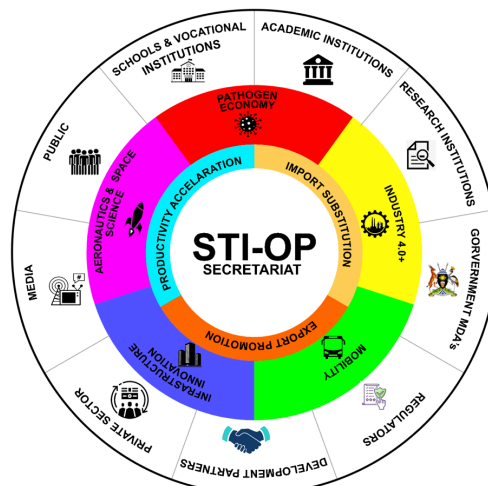 STI-OP
SECRETARIAT
PRODUCTIVITY ACCELARATION
IMPORT SUBSTITUTION
EXPORT PROMOTION
PATHOGEN
ECONOMY
INDUSTRY 4.0+
MOBILITY
INFRASTRUCTURE
INNOVATION
AERONAUTICS & SPACE
SCIENCE
SCHOOLS & VOCATIONAL
INSTITUTIONS
ACADEMIC INSTITUTIONS
RESEARCH INSTITUTIONS
GORVERNMENT MDA's
REGULATORS
DEVELOPMENT PARTNERS
PRIVATE SECTOR
MEDIA
PUBLIC